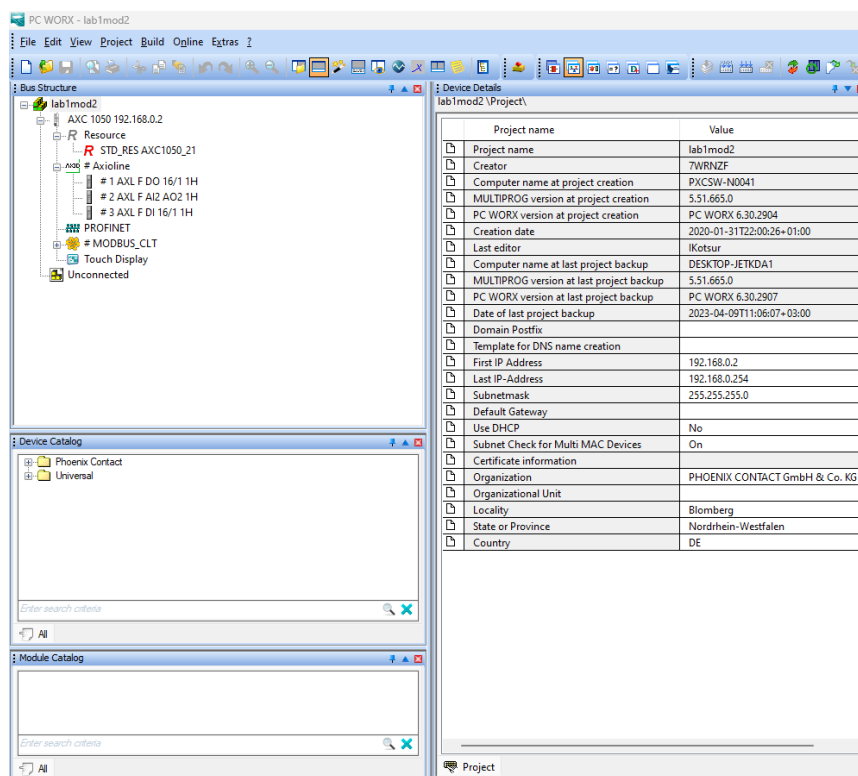 PC WORX - lab1mod2
File Edit View Project Build Online Extras ?
Bus Structure
lab1mod2
AXC 1050 192.168.0.2
R Resource
R STD_RES AXC1050_21
# Axioline
# 1 AXL F DO 16/1 1H
# 2 AXL F AI2 AO2 1H
# 3 AXL F DI 16/1 1H
PROFINET
# MODBUS_CLT
Touch Display
Unconnected
Device Catalog
Phoenix Contact
Universal
Enter search criteria
All
Module Catalog
Enter search criteria
All
Device Details
lab1mod2 \Project\
Project name Value
Project name lab1mod2
Creator 7WRNZF
Computer name at project creation PXCSW-N0041
MULTIPROG version at project creation 5.51.665.0
PC WORX version at project creation PC WORX 6.30.2904
Creation date 2020-01-31T22:00:26+01:00
Last editor IKotsur
Computer name at last project backup DESKTOP-JETKDA1
MULTIPROG version at last project backup 5.51.665.0
PC WORX version at last project backup PC WORX 6.30.2907
Date of last project backup 2023-04-09T11:06:07+03:00
Domain Postfix
Template for DNS name creation
First IP Address 192.168.0.2
Last IP-Address 192.168.0.254
Subnetmask 255.255.255.0
Default Gateway
Use DHCP No
Subnet Check for Multi MAC Devices On
Certificate information
Organization PHOENIX CONTACT GmbH & Co. KG
Organizational Unit
Locality Blomberg
State or Province Nordrhein-Westfalen
Country DE
Project